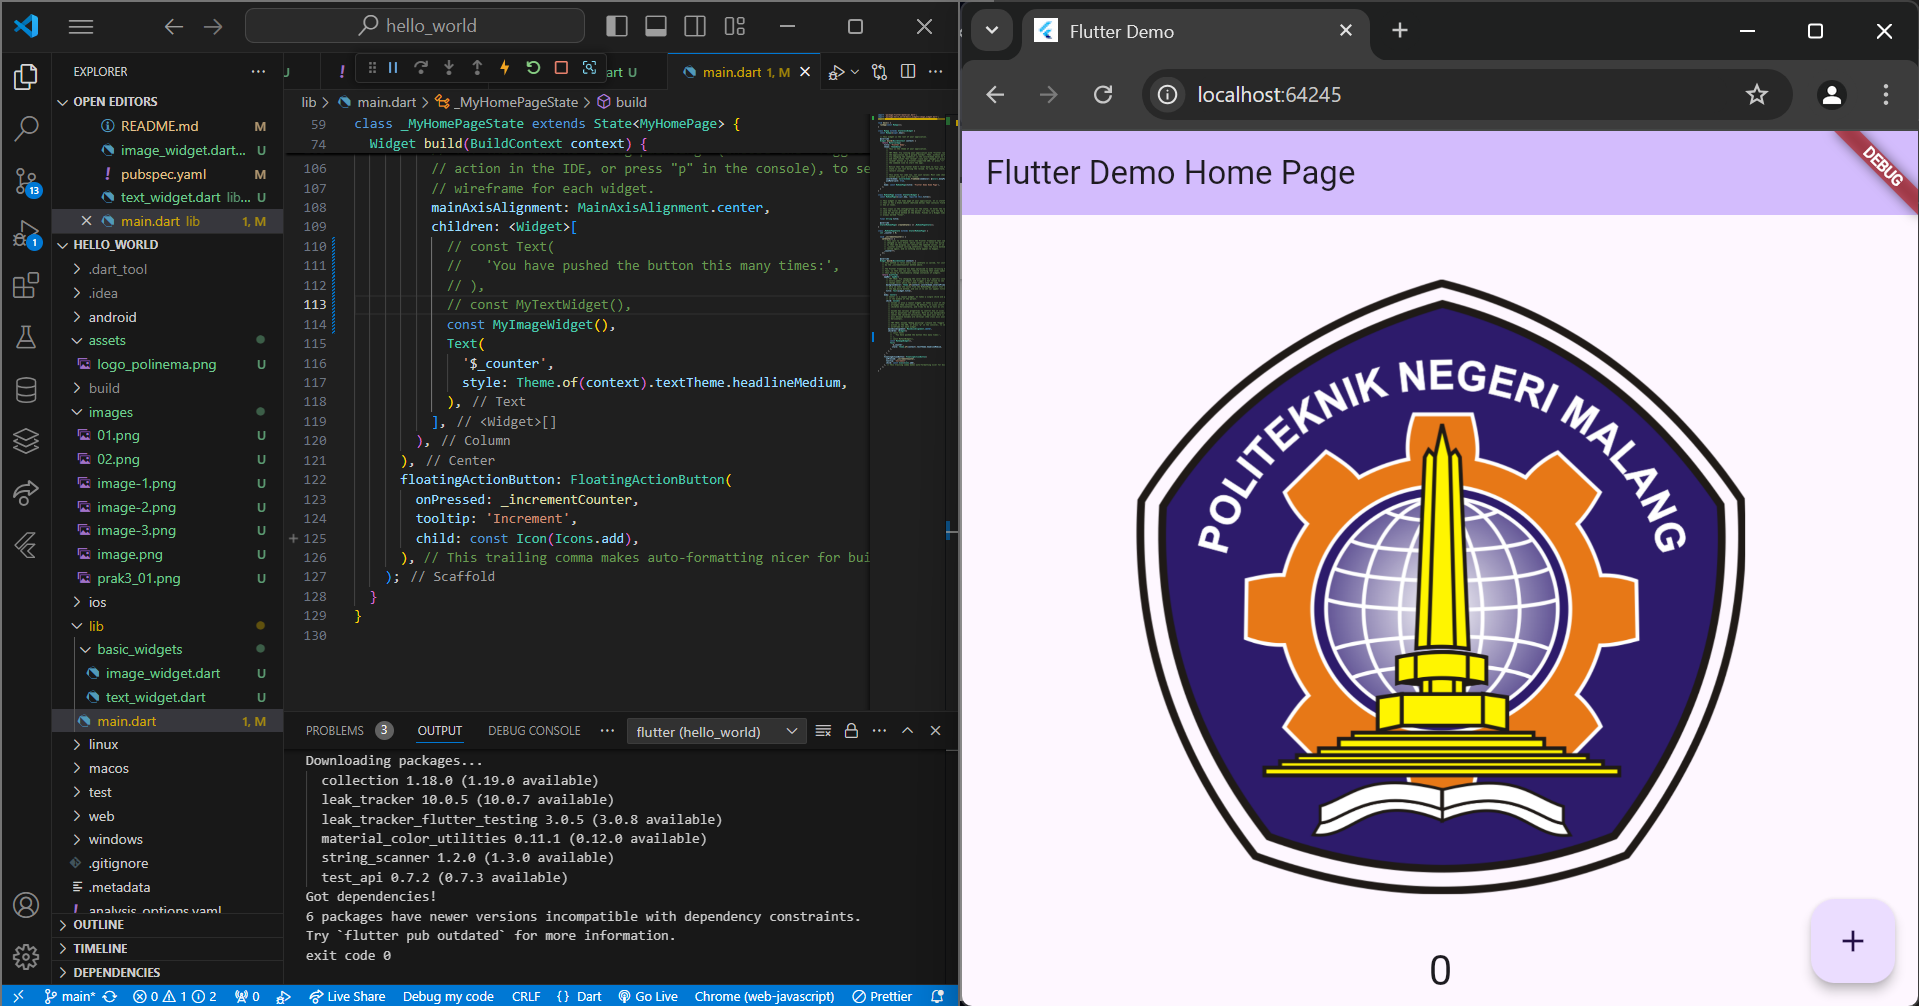 hello_world
EXPLORER
OPEN EDITORS
README.md M
image_widget.dart... U
pubspec.yaml M
text_widget.dart lib... U
main.dart lib 1, M
HELLO_WORLD
.dart_tool
.idea
android
assets
logo_polinema.png U
build
images
01.png U
02.png U
image-1.png U
image-2.png U
image-3.png U
image.png U
prak3_01.png U
ios
lib
basic_widgets
image_widget.dart U
text_widget.dart U
main.dart 1, M
linux
macos
test
web
windows
.gitignore
.metadata
analysis_options.yaml
OUTLINE
TIMELINE
DEPENDENCIES
13
1
U
art U
main.dart 1, M
lib > main.dart > _MyHomePageState > build
59 class _MyHomePageState extends State<MyHomePage> {
74 Widget build(BuildContext context) {
106 // action in the IDE, or press "p" in the console), to se
107 // wireframe for each widget.
108 mainAxisAlignment: MainAxisAlignment.center,
109 children: <Widget>[
110 // const Text(
111 //   'You have pushed the button this many times:',
112 // ),
113 // const MyTextWidget(),
114 const MyImageWidget(),
115 Text(
116 '$_counter',
117 style: Theme.of(context).textTheme.headlineMedium,
118 ), // Text
119 ], // <Widget>[]
120 ), // Column
121 ), // Center
122 floatingActionButton: FloatingActionButton(
123 onPressed: _incrementCounter,
124 tooltip: 'Increment',
125 child: const Icon(Icons.add),
126 ), // This trailing comma makes auto-formatting nicer for bui
127 ); // Scaffold
128 }
129 }
130
PROBLEMS 3 OUTPUT DEBUG CONSOLE ... flutter (hello_world)
Downloading packages...
collection 1.18.0 (1.19.0 available)
leak_tracker 10.0.5 (10.0.7 available)
leak_tracker_flutter_testing 3.0.5 (3.0.8 available)
material_color_utilities 0.11.1 (0.12.0 available)
string_scanner 1.2.0 (1.3.0 available)
test_api 0.7.2 (0.7.3 available)
Got dependencies!
6 packages have newer versions incompatible with dependency constraints.
Try `flutter pub outdated` for more information.
exit code 0
main* 0 1 2 0 Live Share Debug my code CRLF {} Dart Go Live Chrome (web-javascript) Prettier
Flutter Demo
localhost:64245
Flutter Demo Home Page
DEBUG
POLITEKNIK NEGERI MALANG
0